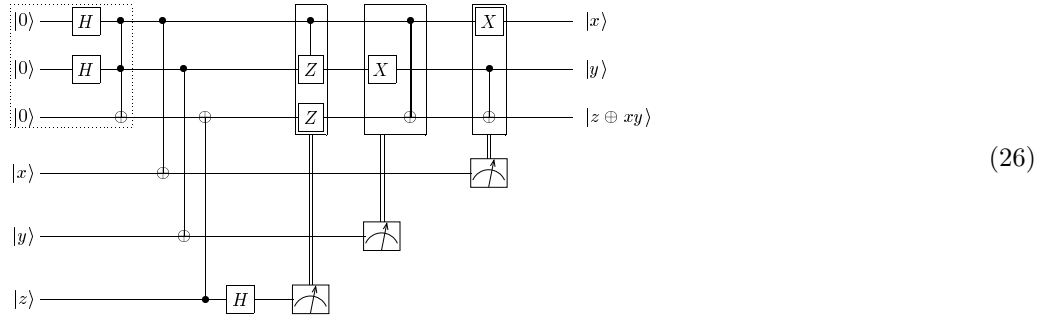 |0⟩ H X |x⟩
|0⟩ H Z X |y⟩
|0⟩ Z |z ⊕ xy⟩
(26)
|x⟩
|y⟩
|z⟩ H